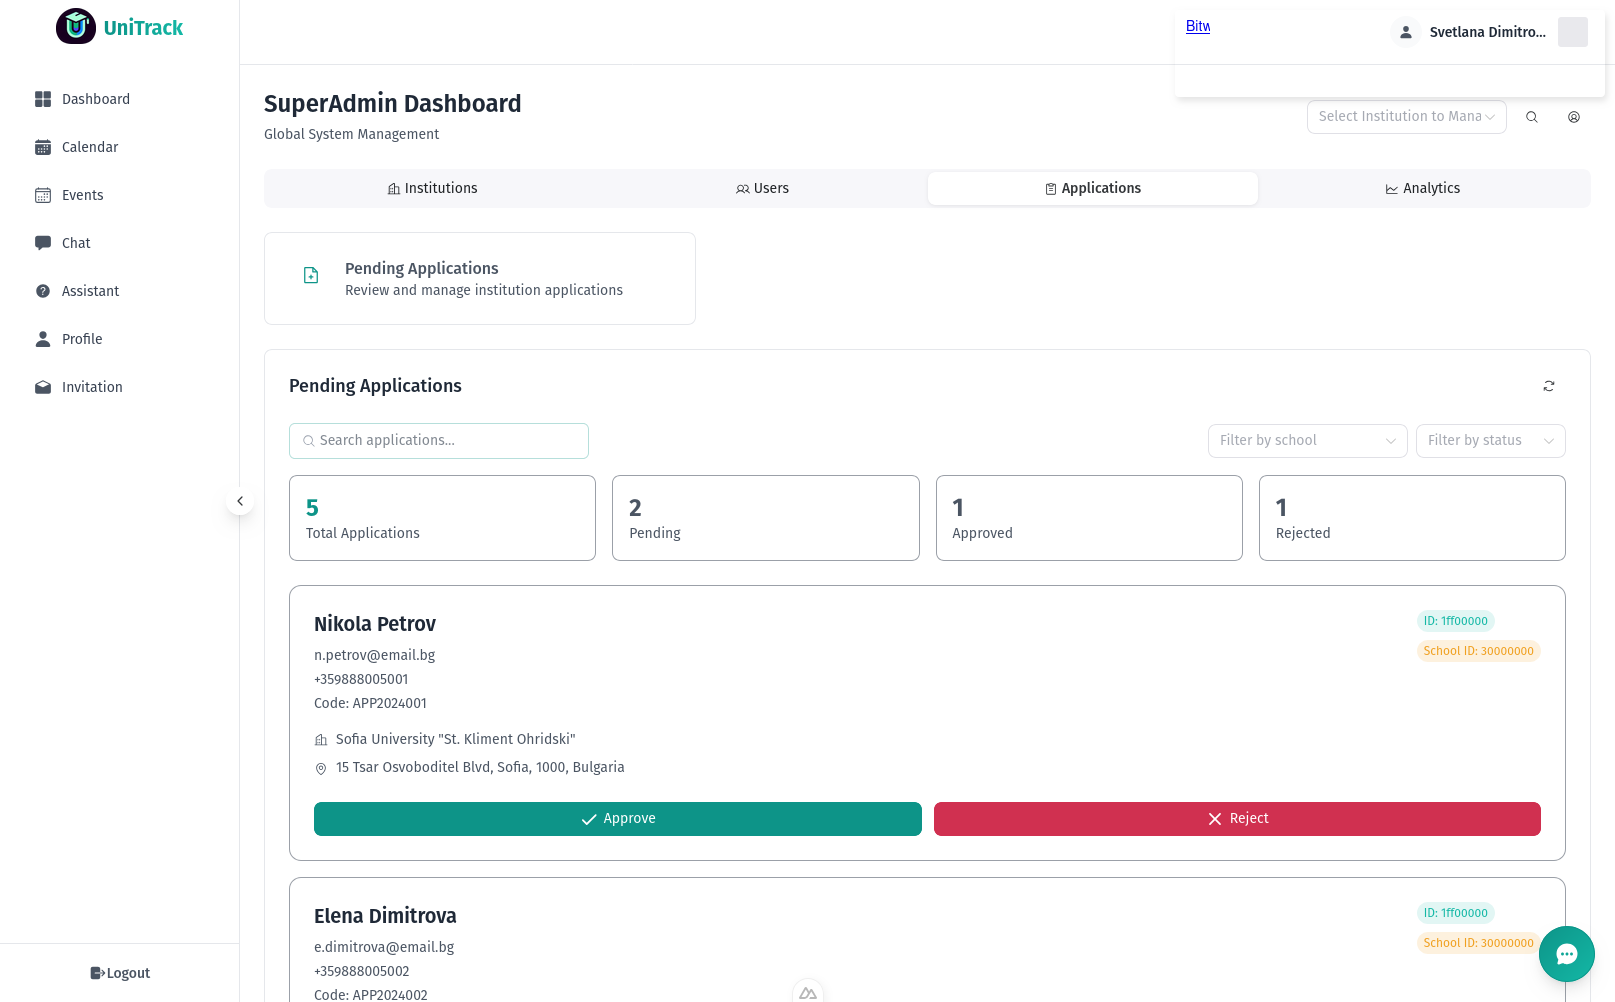 UniTrack
Bitw
Svetlana Dimitro...
Dashboard
Calendar
Events
Chat
Assistant
Profile
Invitation
Logout
SuperAdmin Dashboard
Global System Management
Select Institution to Mana
Institutions
Users
Applications
Analytics
Pending Applications
Review and manage institution applications
Pending Applications
Search applications...
Filter by school
Filter by status
5
Total Applications
2
Pending
1
Approved
1
Rejected
Nikola Petrov
ID: 1ff00000
School ID: 30000000
n.petrov@email.bg
+359888005001
Code: APP2024001
Sofia University "St. Kliment Ohridski"
15 Tsar Osvoboditel Blvd, Sofia, 1000, Bulgaria
Approve
Reject
Elena Dimitrova
ID: 1ff00000
School ID: 30000000
e.dimitrova@email.bg
+359888005002
Code: APP2024002